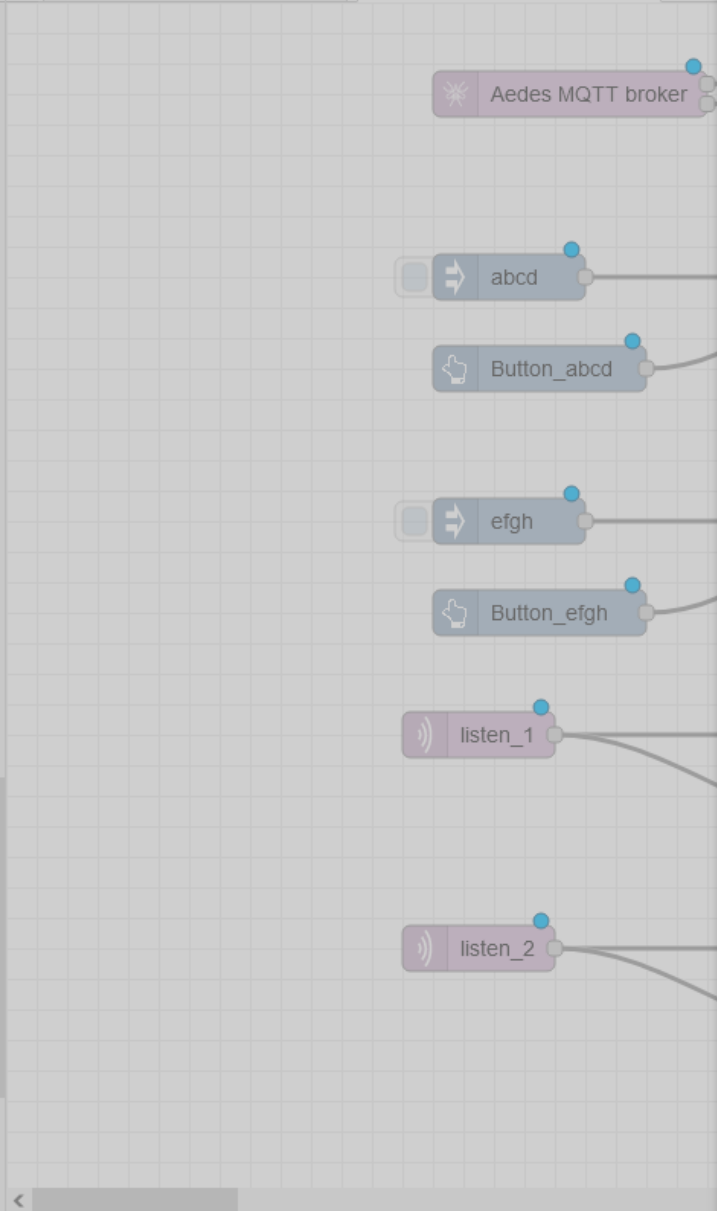 Aedes MQTT broker
abcd
Button_abcd
efgh
Button_efgh
listen_1
listen_2